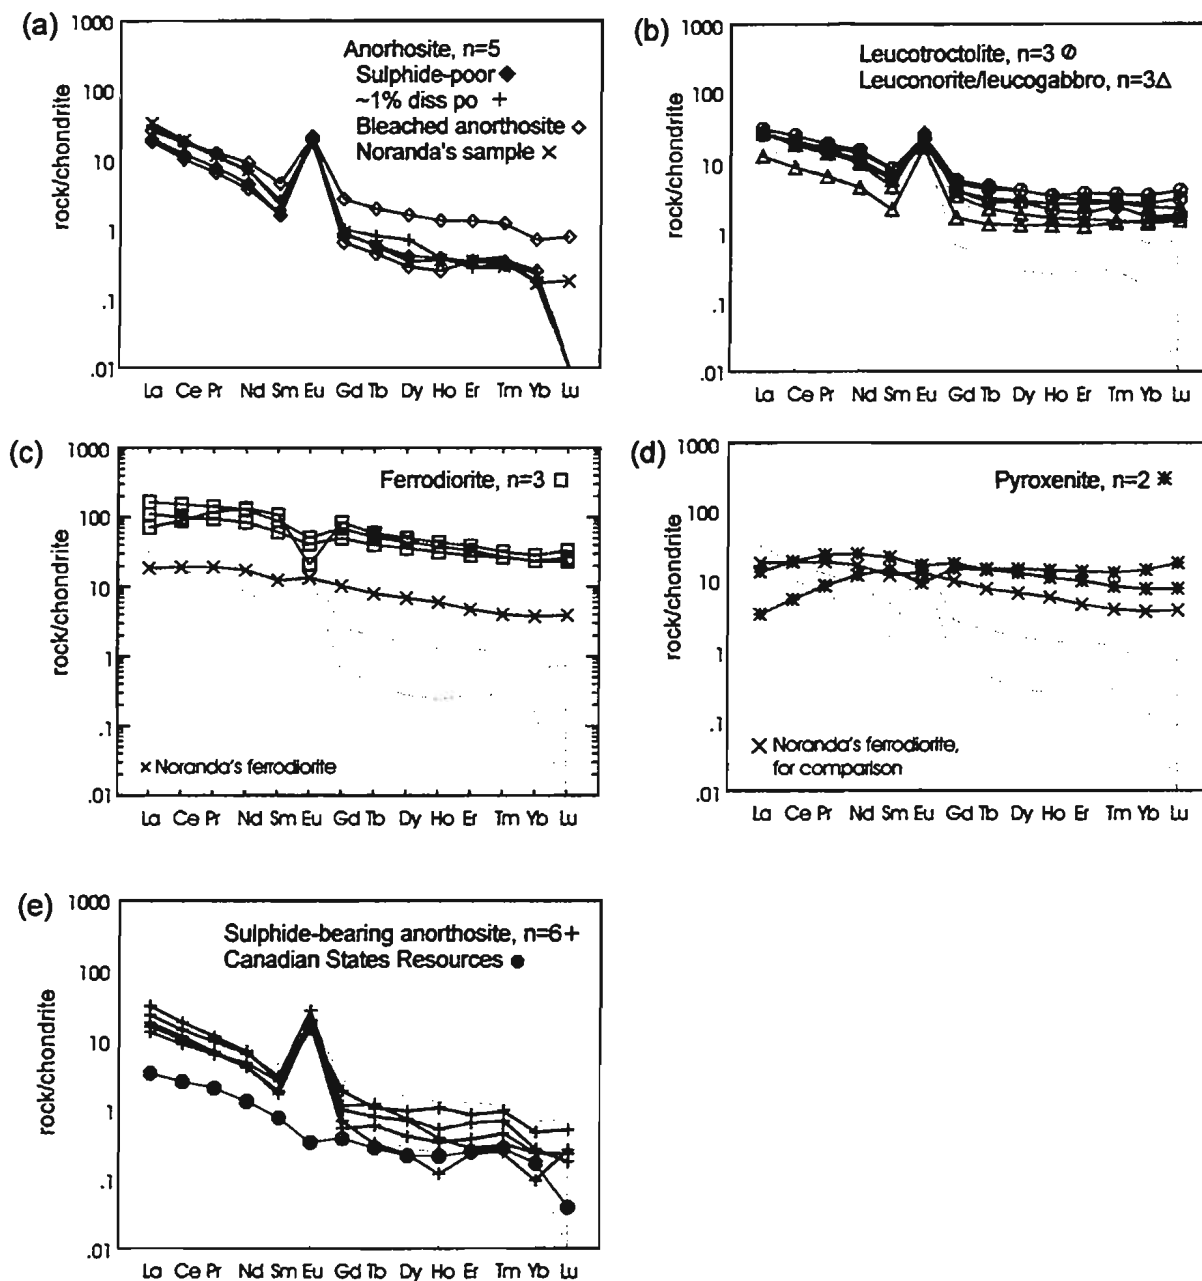 (a)
1000
100
10
1
.1
.01
rock/chondrite
Anorhosite, n=5
Sulphide-poor ◆
~1% diss po +
Bleached anorthosite ◇
Noranda's sample ×
La Ce Pr Nd Sm Eu Gd Tb Dy Ho Er Tm Yb Lu
(b)
1000
100
10
1
.1
.01
rock/chondrite
Leucotroctolite, n=3
Leuconorite/leucogabbro, n=3△
La Ce Pr Nd Sm Eu Gd Tb Dy Ho Er Tm Yb Lu
(c)
1000
100
10
1
.1
.01
rock/chondrite
Ferrodiorite, n=3 □
× Noranda's ferrodiorite
La Ce Pr Nd Sm Eu Gd Tb Dy Ho Er Tm Yb Lu
(d)
1000
100
10
1
.1
.01
rock/chondrite
Pyroxenite, n=2 ✳
× Noranda's ferrodiorite,
for comparison
La Ce Pr Nd Sm Eu Gd Tb Dy Ho Er Tm Yb Lu
(e)
1000
100
10
1
.1
.01
rock/chondrite
Sulphide-bearing anorthosite, n=6+
Canadian States Resources ●
La Ce Pr Nd Sm Eu Gd Tb Dy Ho Er Tm Yb Lu